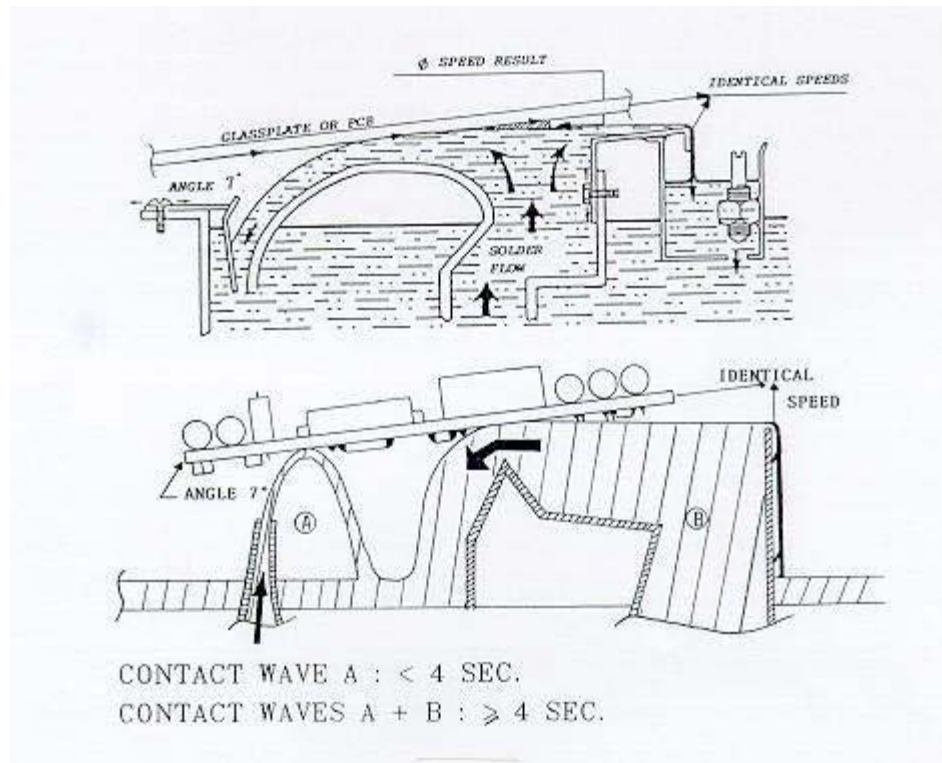 ∅ SPEED RESULT
IDENTICAL SPEEDS
GLASSPLATE OR PCB
ANGLE 7°
SOLDER
FLOW
IDENTICAL
SPEED
ANGLE 7°
A
B
CONTACT WAVE A : < 4 SEC.
CONTACT WAVES A + B : ⩾ 4 SEC.